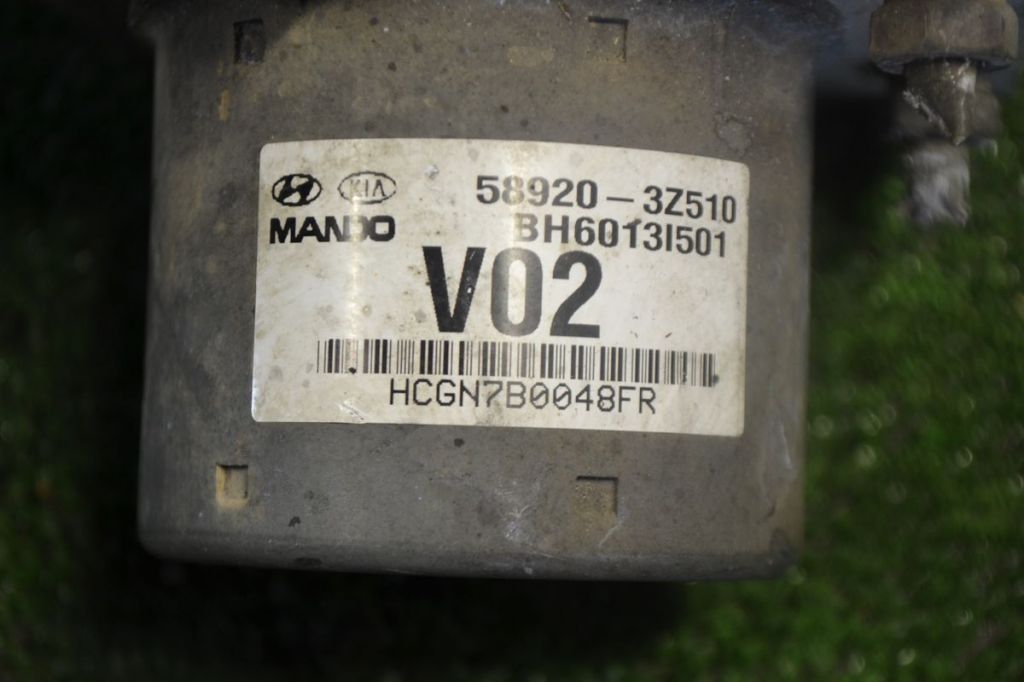 KIA 58920-3Z510
MANDO BH6013I501
V02
HCGN7B0048FR